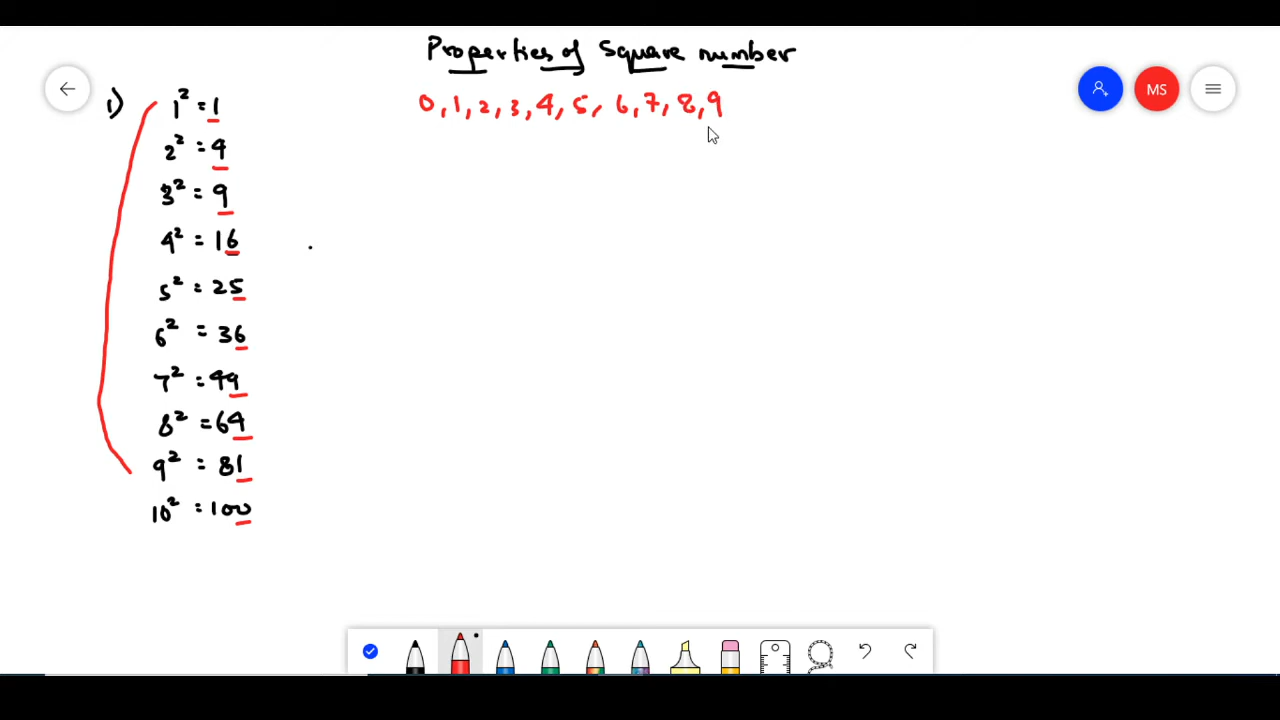 Properties of Square number
0, 1, 2, 3, 4, 5, 6, 7, 8, 9
MS
1) 1² = 1
2² = 4
3² = 9
4² = 16
5² = 25
6² = 36
7² = 49
8² = 64
9² = 81
10² = 100